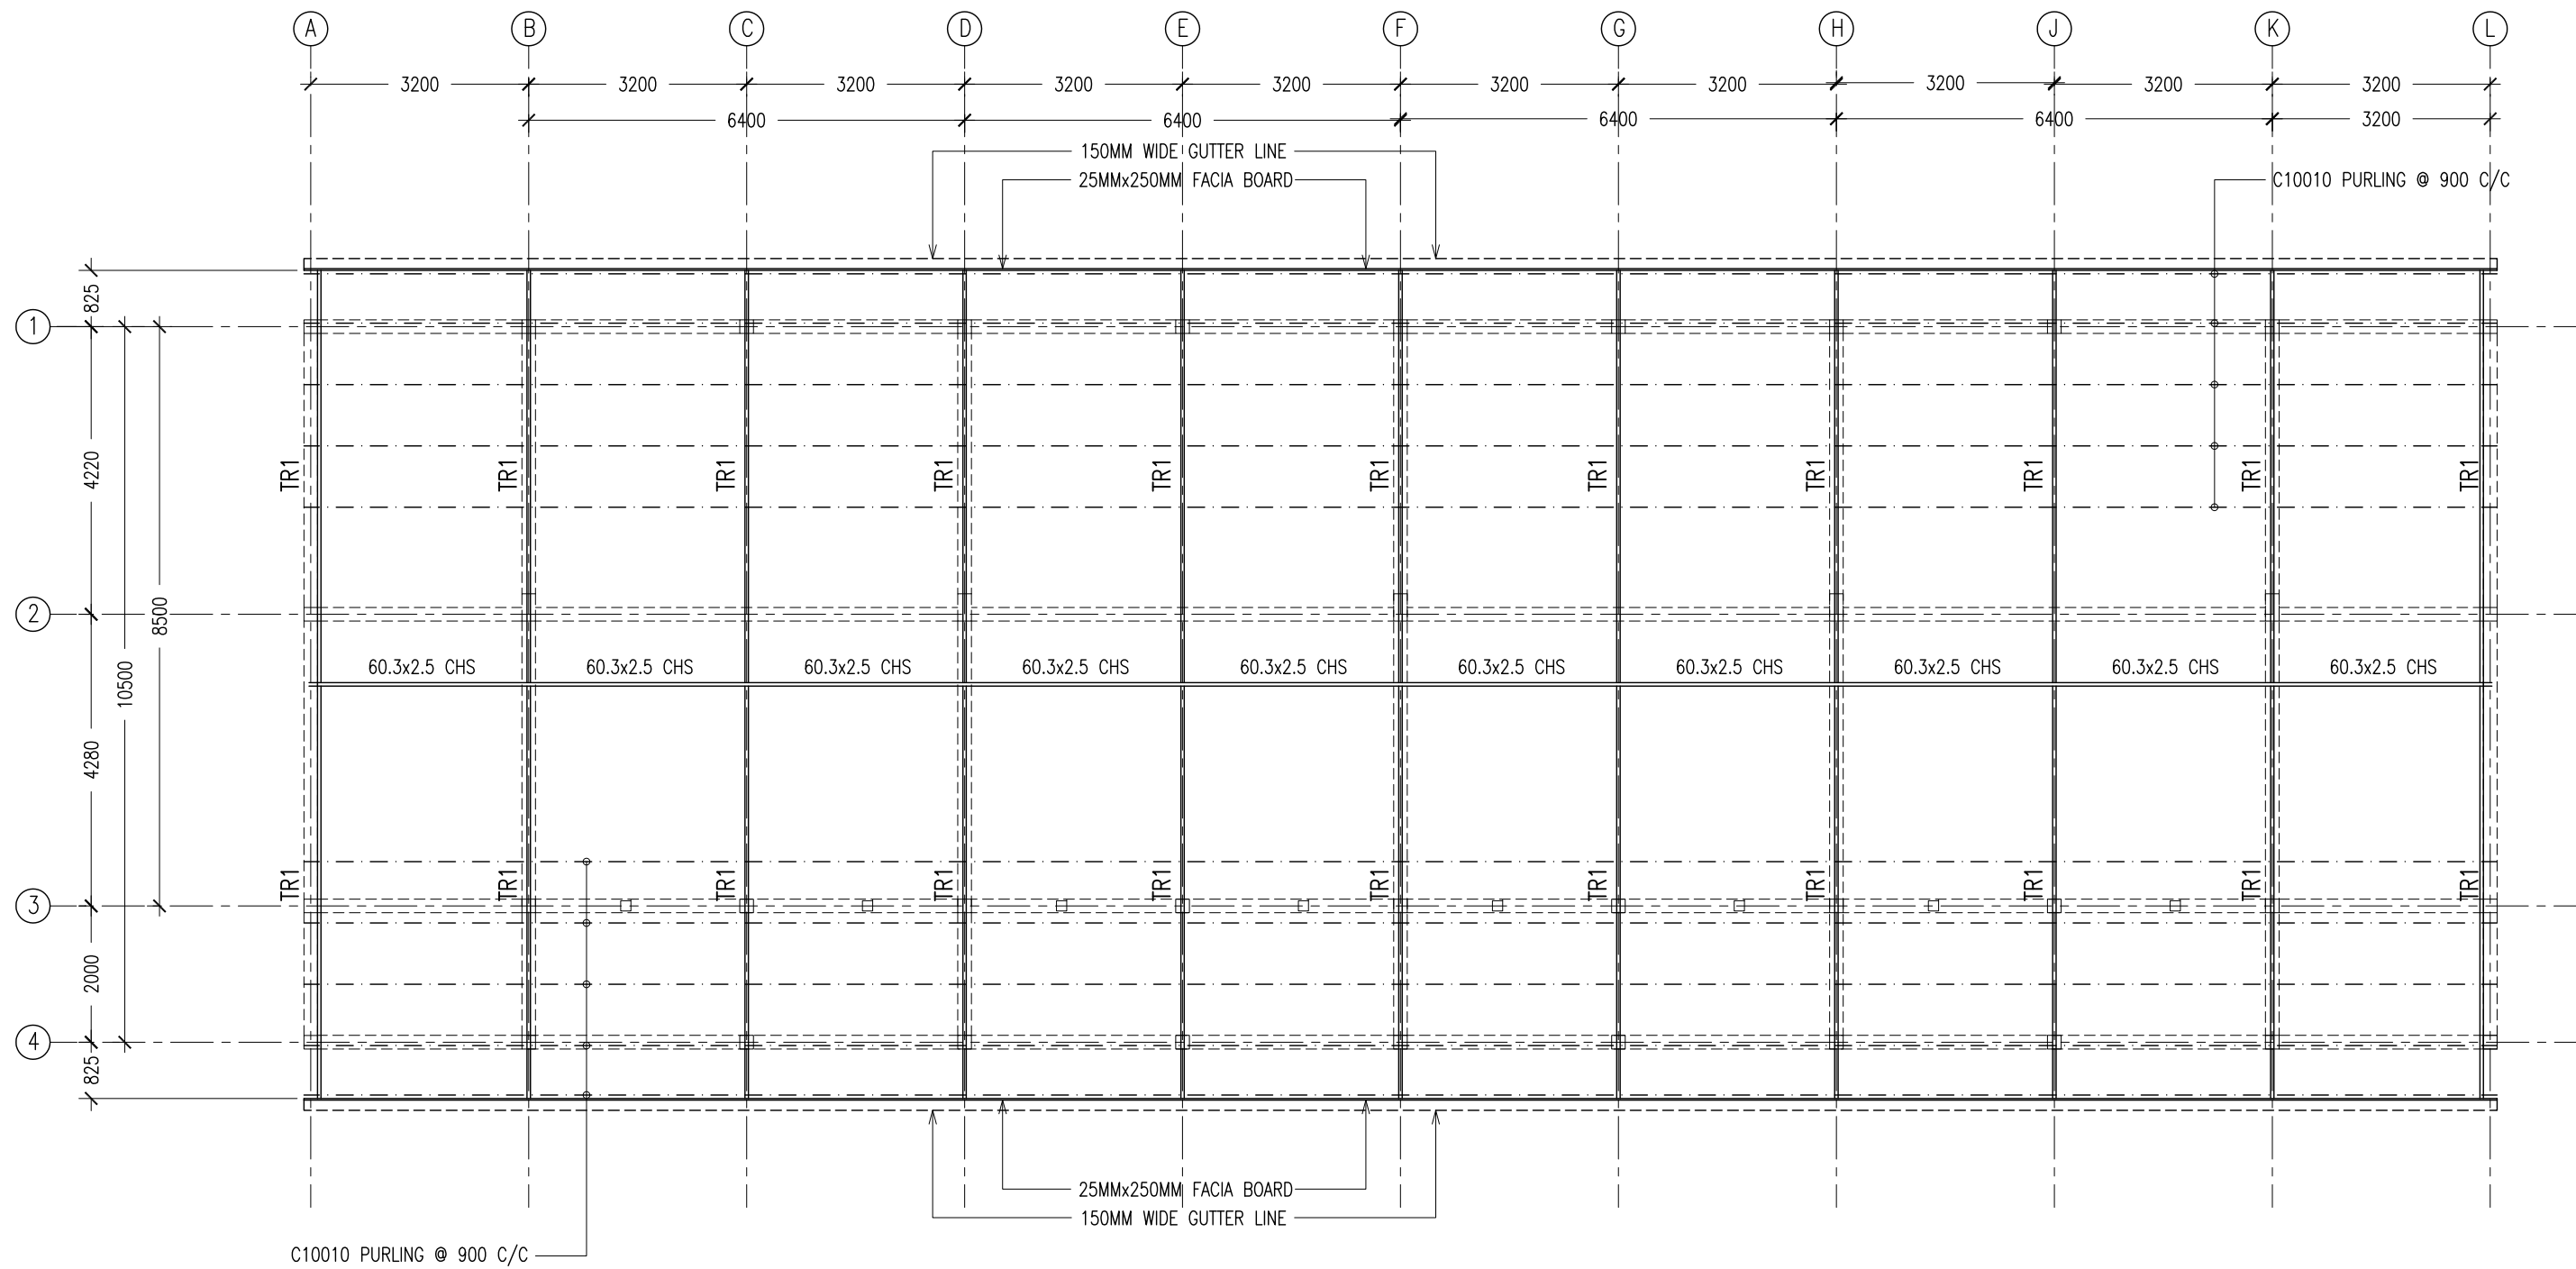 A B C D E F G H J K L
3200 3200 3200 3200 3200 3200 3200 3200 3200 3200
6400 6400 6400 6400 3200
150MM WIDE GUTTER LINE
25MMx250MM FACIA BOARD
C10010 PURLING @ 900 C/C
825
1
4220
8500
10500
TR1 TR1 TR1 TR1 TR1 TR1 TR1 TR1 TR1 TR1 TR1
2
60.3x2.5 CHS 60.3x2.5 CHS 60.3x2.5 CHS 60.3x2.5 CHS 60.3x2.5 CHS 60.3x2.5 CHS 60.3x2.5 CHS 60.3x2.5 CHS 60.3x2.5 CHS 60.3x2.5 CHS
4280
TR1 TR1 TR1 TR1 TR1 TR1 TR1 TR1 TR1 TR1 TR1
3
2000
4
825
25MMx250MM FACIA BOARD
150MM WIDE GUTTER LINE
C10010 PURLING @ 900 C/C